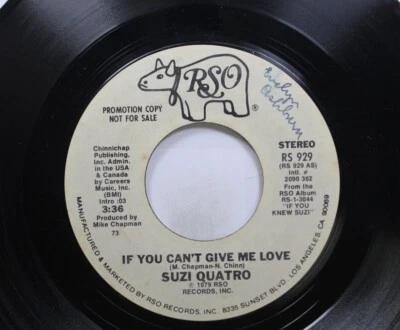 RSO
®
PROMOTION COPY
NOT FOR SALE
Evelyn
Ashburn
Chinnichap
Publishing,
Inc. Admin.
in the USA
& Canada
by Careers
Music, Inc.
(BMI)
Intro :03
3:36
Produced by
Mike Chapman
73
STEREO
RS 929
(RS 929 AS)
Intl. #
2090 362
From the
RSO Album
RS-1-3044
"IF YOU
KNEW SUZI"
IF YOU CAN'T GIVE ME LOVE
(M. Chapman-N. Chinn)
SUZI QUATRO
℗ 1979 RSO
RECORDS, INC.
MANUFACTURED & MARKETED BY RSO RECORDS, INC. 8335 SUNSET BLVD. LOS ANGELES, CA 90069